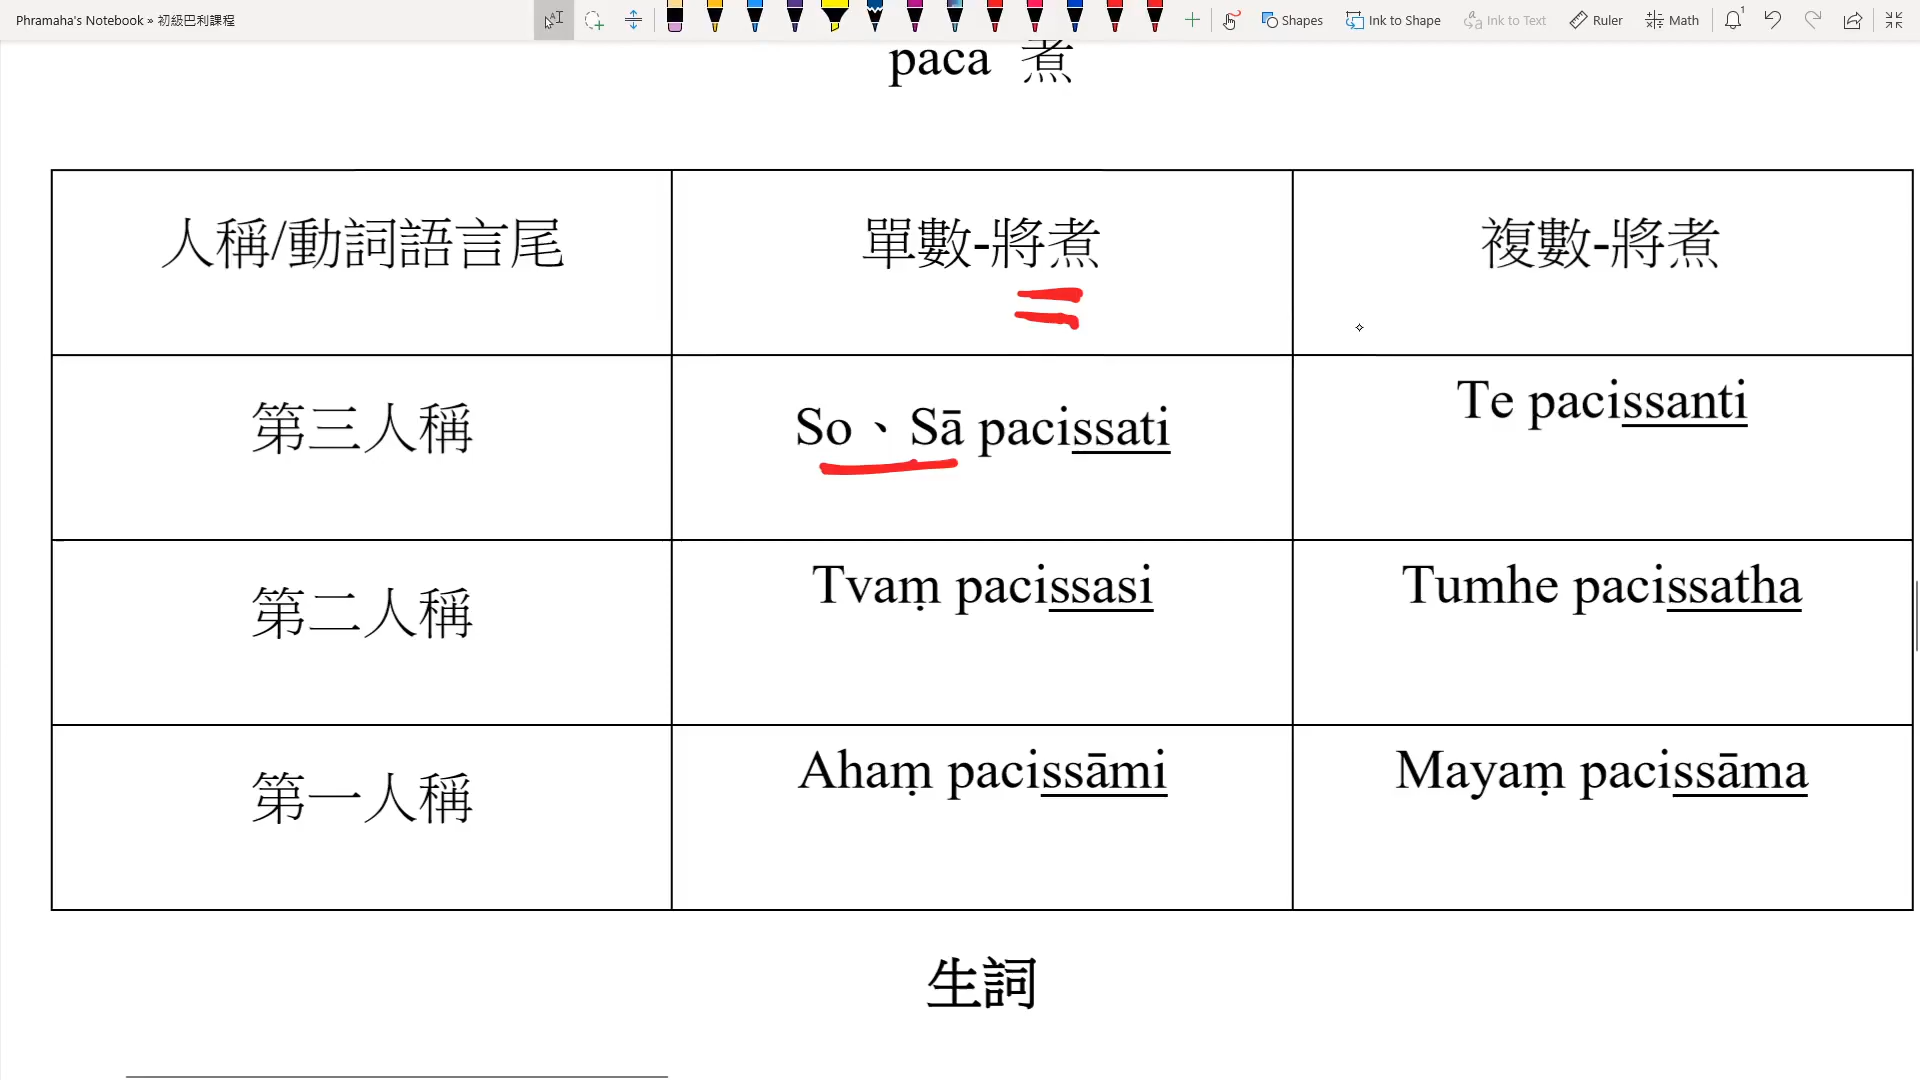 Phramaha's Notebook » 初級巴利課程
Shapes Ink to Shape Ink to Text Ruler Math 1
paca 煮
人稱/動詞語言尾 單數-將煮 複數-將煮
第三人稱 So、Sā pacissati Te pacissanti
第二人稱 Tvaṃ pacissasi Tumhe pacissatha
第一人稱 Ahaṃ pacissāmi Mayaṃ pacissāma
生詞